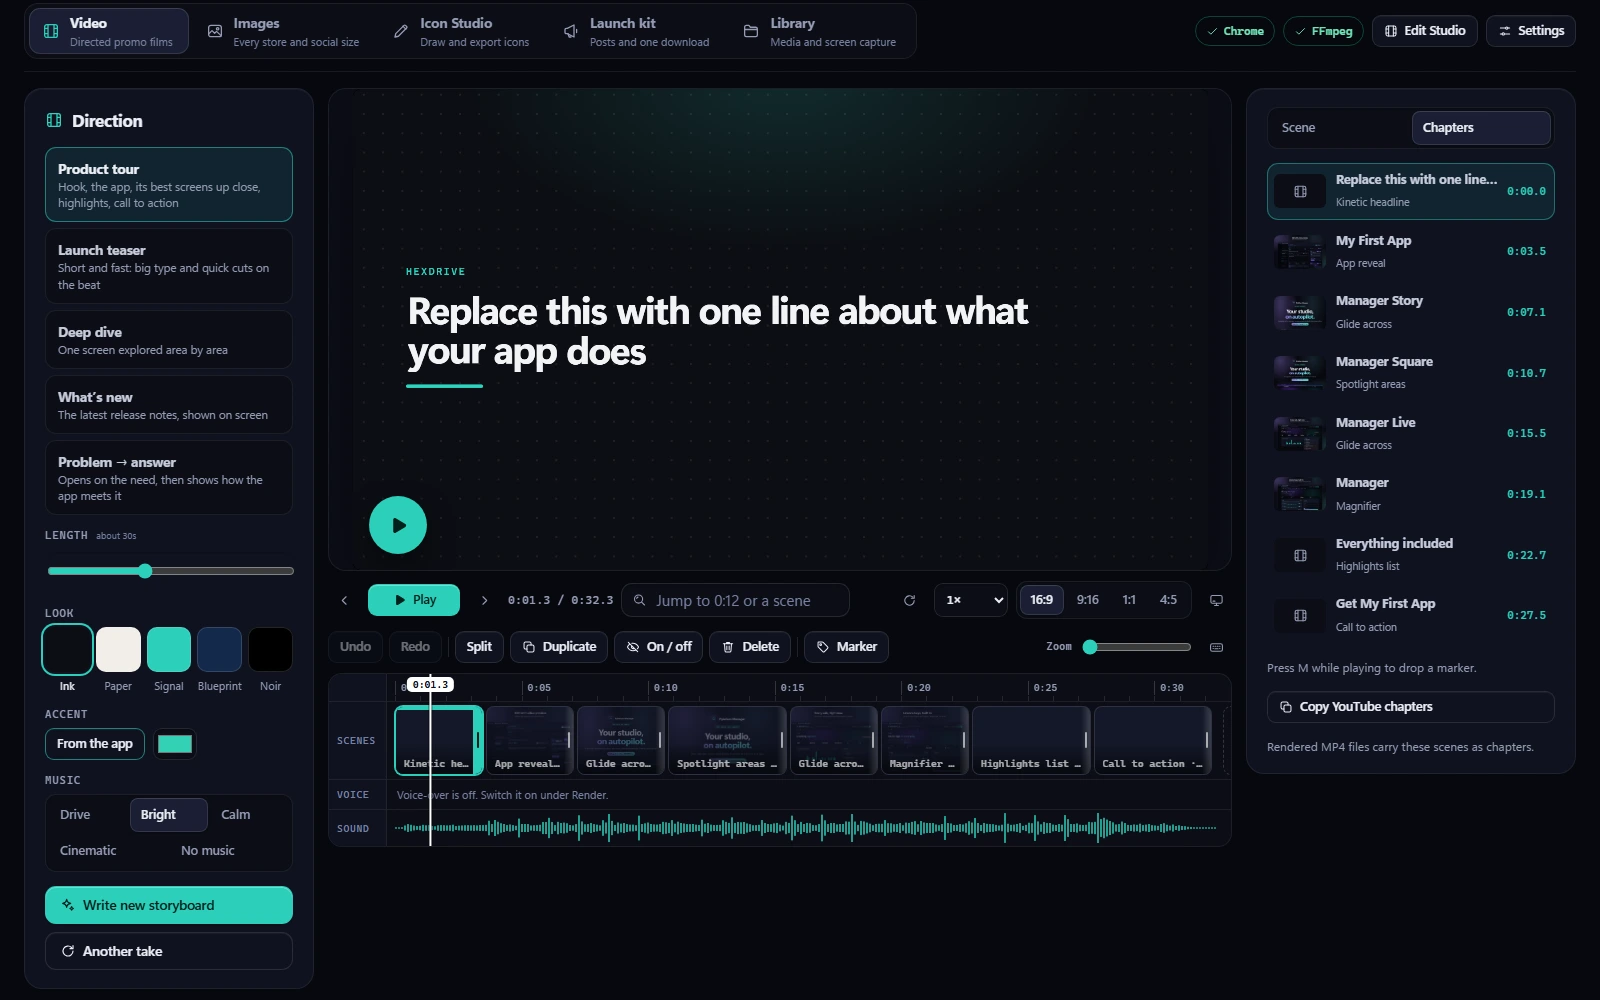 Video
Directed promo films
Images
Every store and social size
Icon Studio
Draw and export icons
Launch kit
Posts and one download
Library
Media and screen capture
Chrome
FFmpeg
Edit Studio
Settings
Direction
Product tour
Hook, the app, its best screens up close,
highlights, call to action
Launch teaser
Short and fast: big type and quick cuts on
the beat
Deep dive
One screen explored area by area
What's new
The latest release notes, shown on screen
Problem → answer
Opens on the need, then shows how the
app meets it
LENGTH about 30s
LOOK
Ink
Paper
Signal
Blueprint
Noir
ACCENT
From the app
MUSIC
Drive
Bright
Calm
Cinematic
No music
Write new storyboard
Another take
HEXDRIVE
Replace this with one line about what
your app does
Play
0:01.3 / 0:32.3
Jump to 0:12 or a scene
1×
16:9
9:16
1:1
4:5
Undo
Redo
Split
Duplicate
On / off
Delete
Marker
Zoom
0:01.3
0:05
0:10
0:15
0:20
0:25
0:30
SCENES
Kinetic he…
App reveal…
Glide acro…
Your studio,
on autopilot.
Spotlight areas …
Your studio,
on autopilot.
Glide acro…
Magnifier …
Highlights list …
Call to action ·…
VOICE
Voice-over is off. Switch it on under Render.
SOUND
Scene
Chapters
Replace this with one line…
Kinetic headline
0:00.0
My First App
App reveal
0:03.5
Manager Story
Glide across
0:07.1
Manager Square
Spotlight areas
0:10.7
Manager Live
Glide across
0:15.5
Manager
Magnifier
0:19.1
Everything included
Highlights list
0:22.7
Get My First App
Call to action
0:27.5
Press M while playing to drop a marker.
Copy YouTube chapters
Rendered MP4 files carry these scenes as chapters.